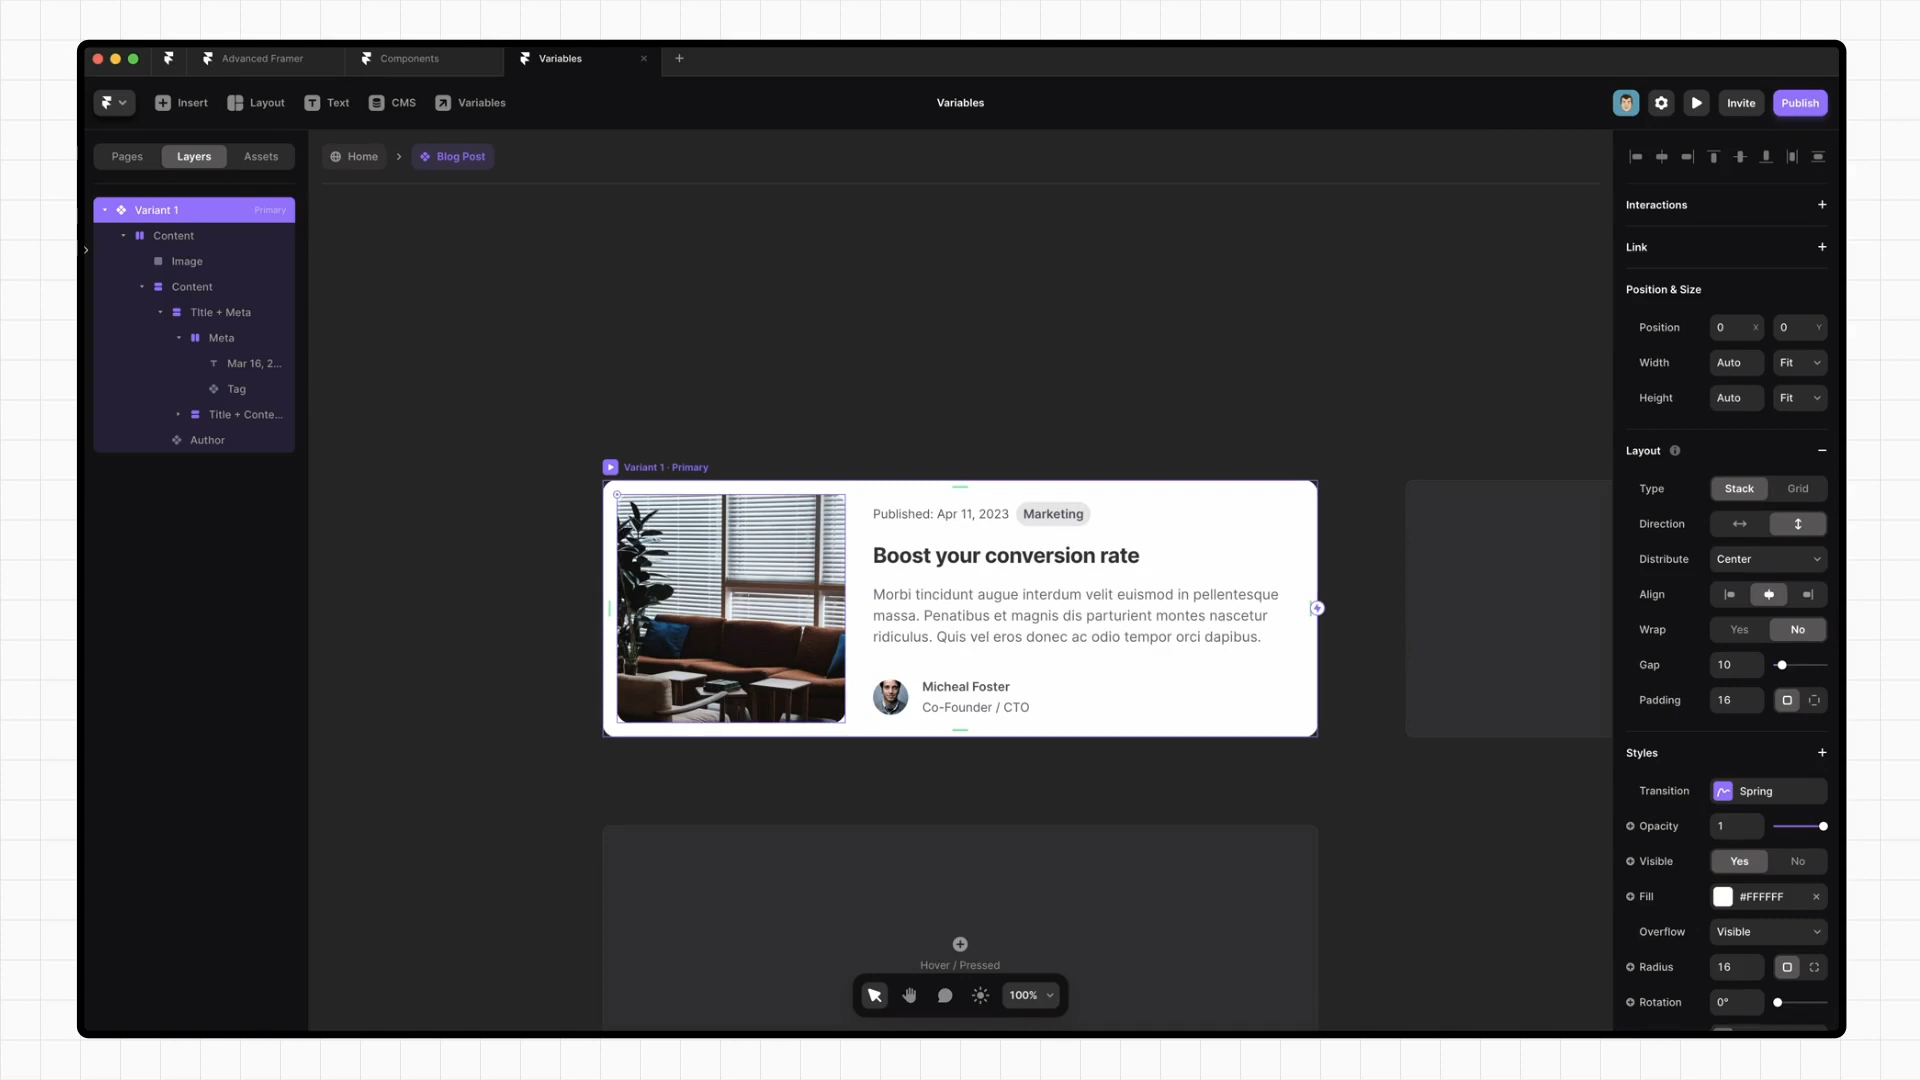 Advanced Framer
Components
Variables
Insert
Layout
Text
CMS
Variables
Variables
Invite
Publish
Pages
Layers
Assets
Home
Blog Post
Variant 1
Primary
Content
Image
Content
TItle + Meta
Meta
Mar 16, 2...
Tag
Title + Conte...
Author
Variant 1 · Primary
Published: Apr 11, 2023
Marketing
Boost your conversion rate
Morbi tincidunt augue interdum velit euismod in pellentesque
massa. Penatibus et magnis dis parturient montes nascetur
ridiculus. Quis vel eros donec ac odio tempor orci dapibus.
Micheal Foster
Co-Founder / CTO
Hover / Pressed
100%
Interactions
Link
Position & Size
Position 0 X 0 Y
Width Auto Fit
Height Auto Fit
Layout
Type Stack Grid
Direction
Distribute Center
Align
Wrap Yes No
Gap 10
Padding 16
Styles
Transition Spring
Opacity 1
Visible Yes No
Fill #FFFFFF
Overflow Visible
Radius 16
Rotation 0°